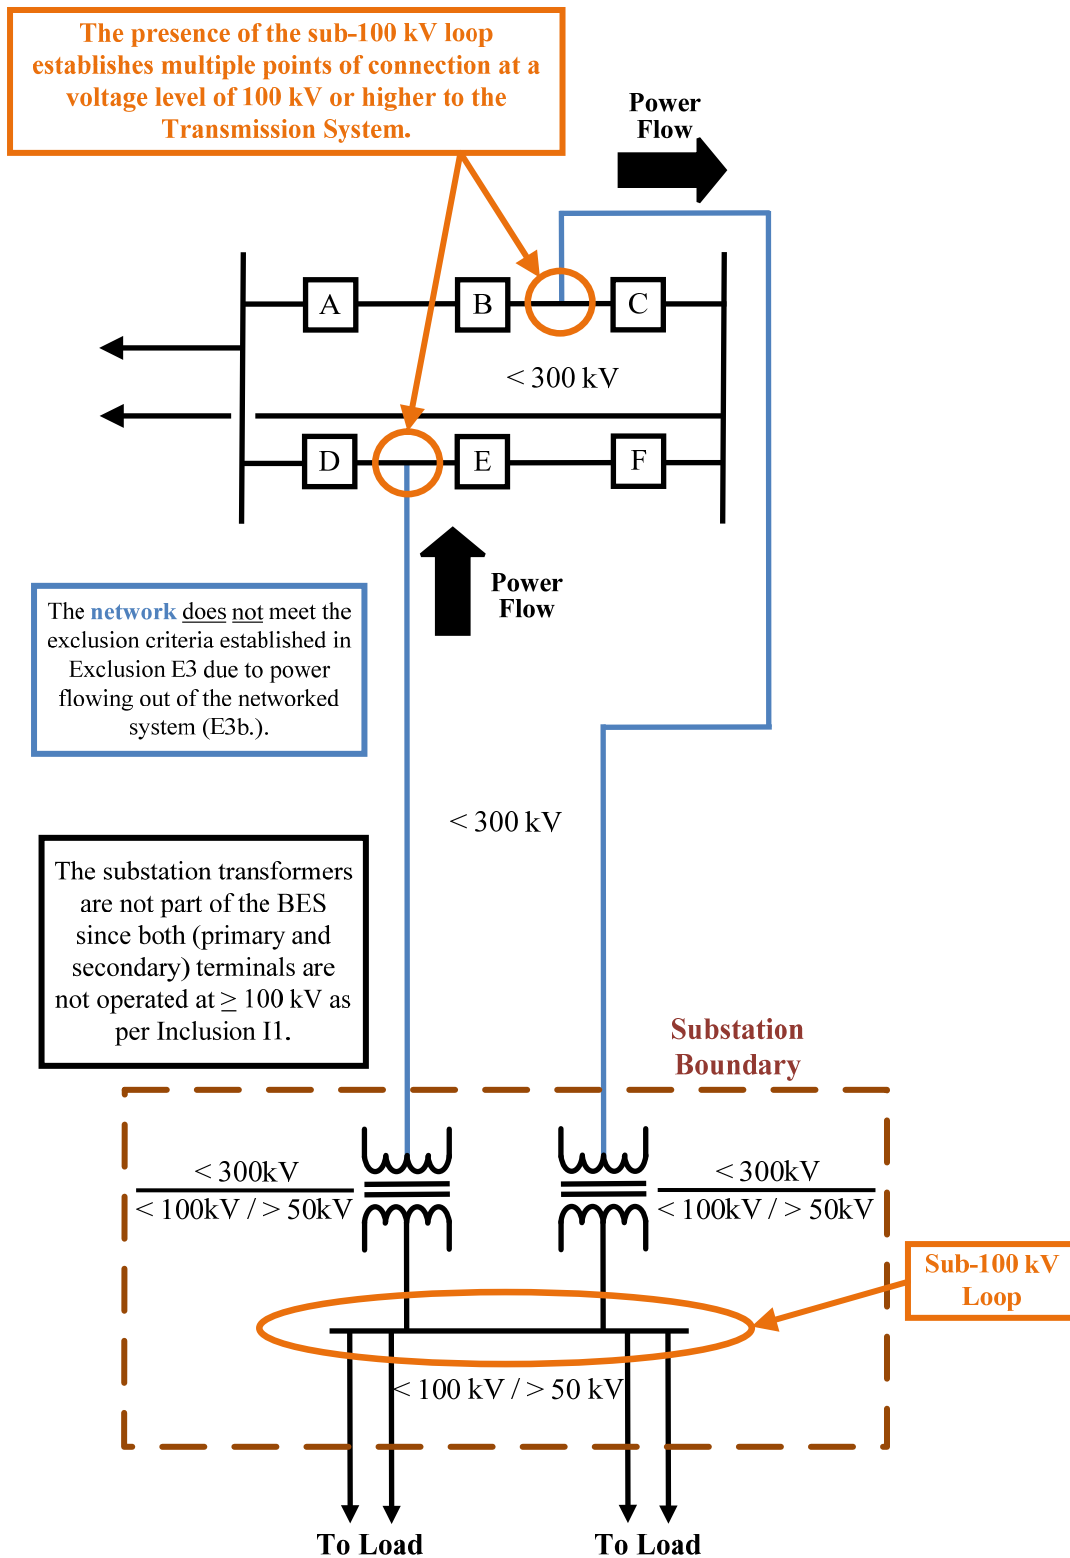 The presence of the sub-100 kV loop
establishes multiple points of connection at a
voltage level of 100 kV or higher to the
Transmission System.
Power
Flow
A
B
C
< 300 kV
D
E
F
Power
Flow
The network does not meet the
exclusion criteria established in
Exclusion E3 due to power
flowing out of the networked
system (E3b.).
< 300 kV
The substation transformers
are not part of the BES
since both (primary and
secondary) terminals are
not operated at ≥ 100 kV as
per Inclusion I1.
Substation
Boundary
< 300kV
< 100kV / > 50kV
< 300kV
< 100kV / > 50kV
Sub-100 kV
Loop
< 100 kV / > 50 kV
To Load
To Load